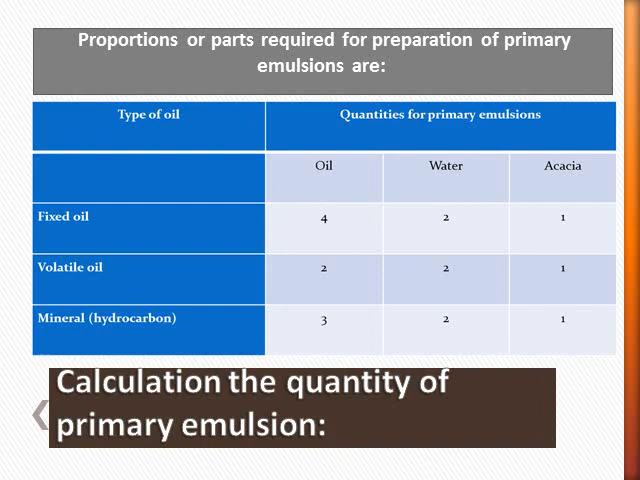 Proportions or parts required for preparation of primary
emulsions are:
Type of oil Quantities for primary emulsions
Oil Water Acacia
Fixed oil 4 2 1
Volatile oil 2 2 1
Mineral (hydrocarbon) 3 2 1
Calculation the quantity of
primary emulsion: